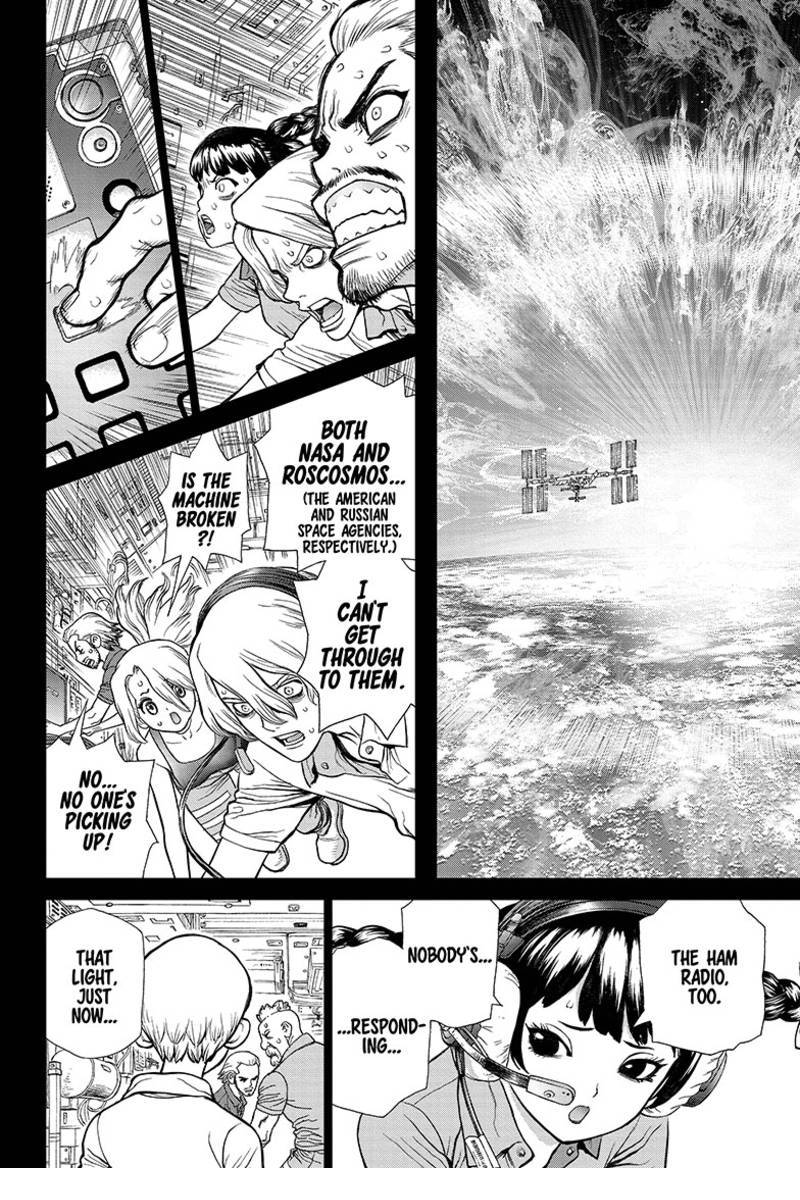 BOTH
NASA AND
ROSCOSMOS...
(THE AMERICAN
AND RUSSIAN
SPACE AGENCIES,
RESPECTIVELY.)
I
CAN'T
GET
THROUGH
TO THEM.
IS THE
MACHINE
BROKEN
?!
NO...
NO ONE'S
PICKING
UP!
THE HAM
RADIO,
TOO.
NOBODY'S...
...RESPOND-
ING...
THAT
LIGHT,
JUST
NOW...